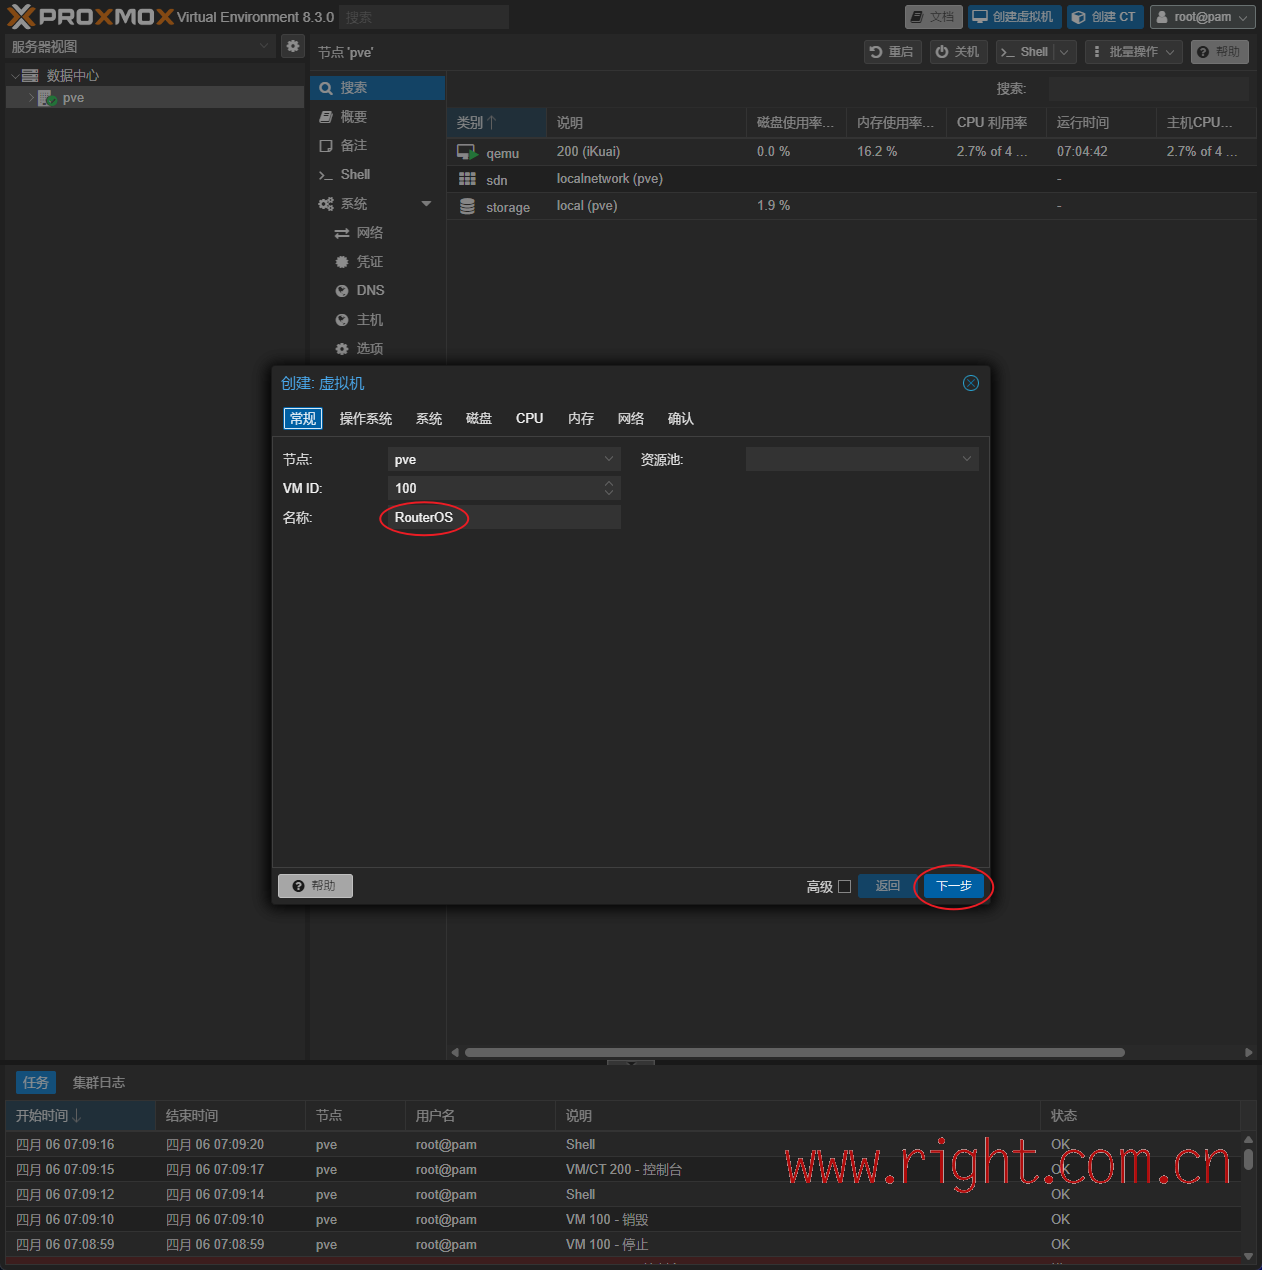 PROXMOX Virtual Environment 8.3.0 搜索 文档 创建虚拟机 创建 CT root@pam
服务器视图 节点 'pve' 重启 关机 Shell 批量操作 帮助
数据中心
pve
搜索
概要
备注
Shell
系统
网络
凭证
DNS
主机
选项
搜索:
类别 说明 磁盘使用率... 内存使用率... CPU 利用率 运行时间 主机CPU...
qemu 200 (iKuai) 0.0 % 16.2 % 2.7% of 4 ... 07:04:42 2.7% of 4 ...
sdn localnetwork (pve) -
storage local (pve) 1.9 % -
创建: 虚拟机
常规 操作系统 系统 磁盘 CPU 内存 网络 确认
节点: pve 资源池:
VM ID: 100
名称: RouterOS
帮助 高级 返回 下一步
任务 集群日志
开始时间 结束时间 节点 用户名 说明 状态
四月 06 07:09:16 四月 06 07:09:20 pve root@pam Shell OK
四月 06 07:09:15 四月 06 07:09:17 pve root@pam VM/CT 200 - 控制台 OK
四月 06 07:09:12 四月 06 07:09:14 pve root@pam Shell OK
四月 06 07:09:10 四月 06 07:09:10 pve root@pam VM 100 - 销毁 OK
四月 06 07:08:59 四月 06 07:08:59 pve root@pam VM 100 - 停止 OK
www.right.com.cn